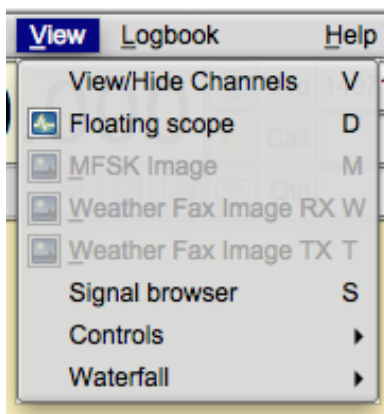 View Logbook Help
View/Hide Channels V
Floating scope D
MFSK Image M
Weather Fax Image RX W
Weather Fax Image TX T
Signal browser S
Controls
Waterfall